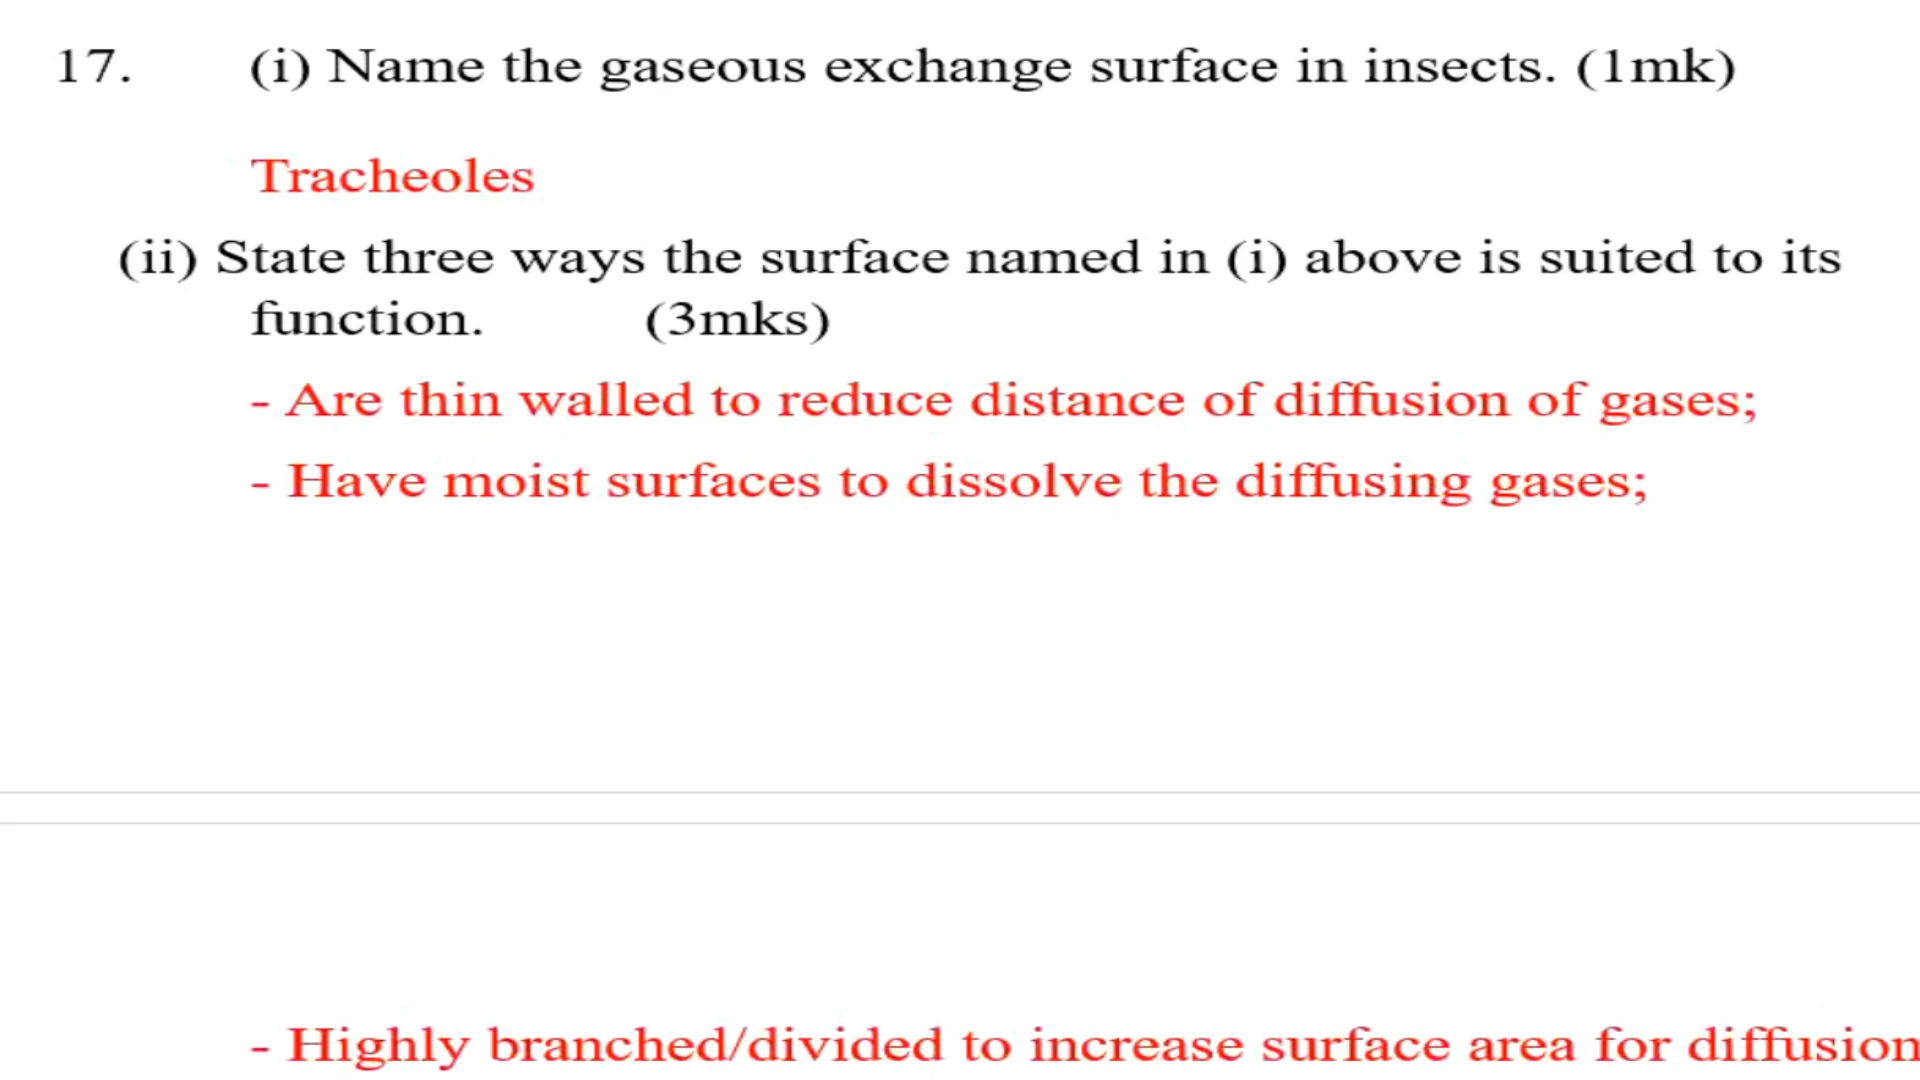 17. (i) Name the gaseous exchange surface in insects. (1mk)
Tracheoles
(ii) State three ways the surface named in (i) above is suited to its
function. (3mks)
- Are thin walled to reduce distance of diffusion of gases;
- Have moist surfaces to dissolve the diffusing gases;
- Highly branched/divided to increase surface area for diffusion